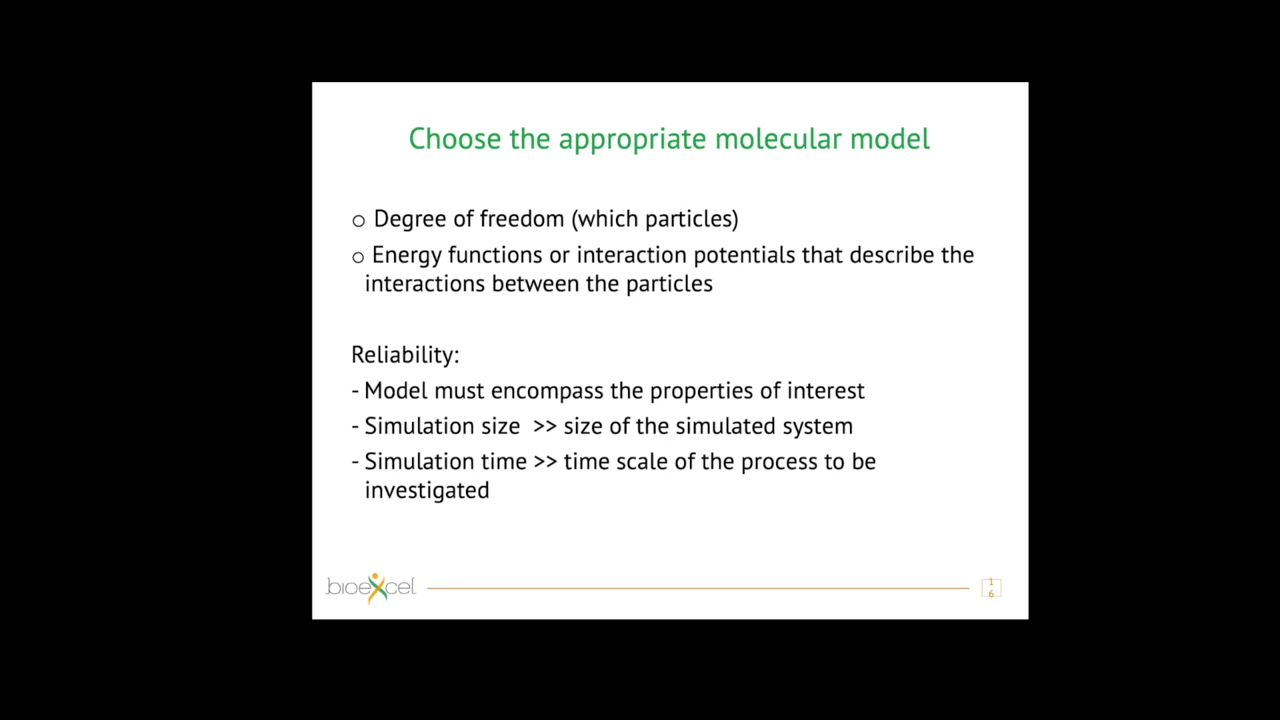 Choose the appropriate molecular model
o Degree of freedom (which particles)
o Energy functions or interaction potentials that describe the
interactions between the particles
Reliability:
- Model must encompass the properties of interest
- Simulation size >> size of the simulated system
- Simulation time >> time scale of the process to be
investigated
bioexcel
1
6